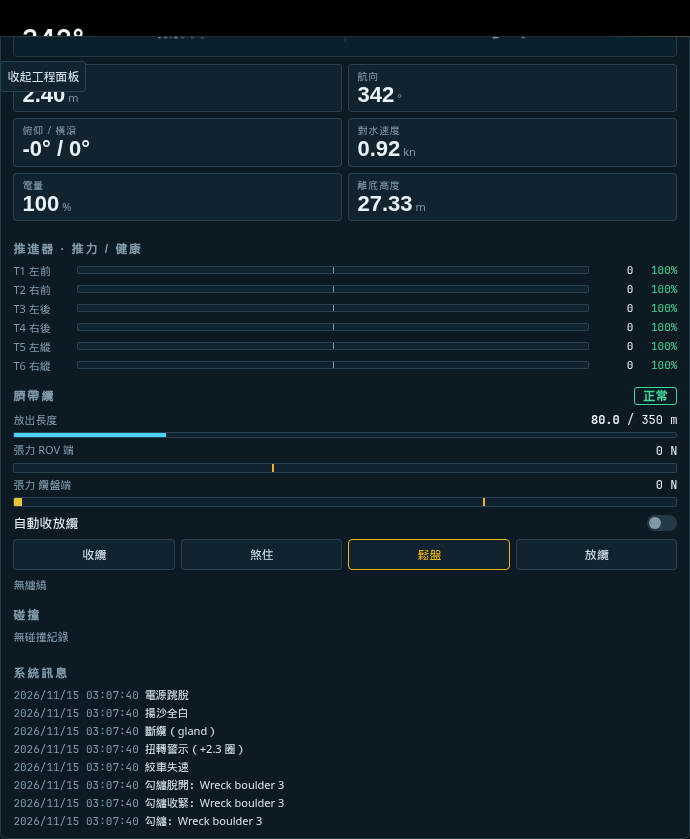 342°
收起工程面板
2.40 m
航向
342 °
俯仰 / 橫滾
-0° / 0°
對水速度
0.92 kn
電量
100 %
離底高度
27.33 m
推進器 · 推力 / 健康
T1 左前 0 100%
T2 右前 0 100%
T3 左後 0 100%
T4 右後 0 100%
T5 左縱 0 100%
T6 右縱 0 100%
臍帶纜 正常
放出長度 80.0 / 350 m
張力 ROV 端 0 N
張力 纜盤端 0 N
自動收放纜
收纜 煞住 鬆盤 放纜
無纏繞
碰撞
無碰撞紀錄
系統訊息
2026/11/15 03:07:40 電源跳脫
2026/11/15 03:07:40 揚沙全白
2026/11/15 03:07:40 斷纜 ( gland )
2026/11/15 03:07:40 扭轉警示 ( +2.3 圈 )
2026/11/15 03:07:40 絞車失速
2026/11/15 03:07:40 勾纏脫開: Wreck boulder 3
2026/11/15 03:07:40 勾纏收緊: Wreck boulder 3
2026/11/15 03:07:40 勾纏: Wreck boulder 3